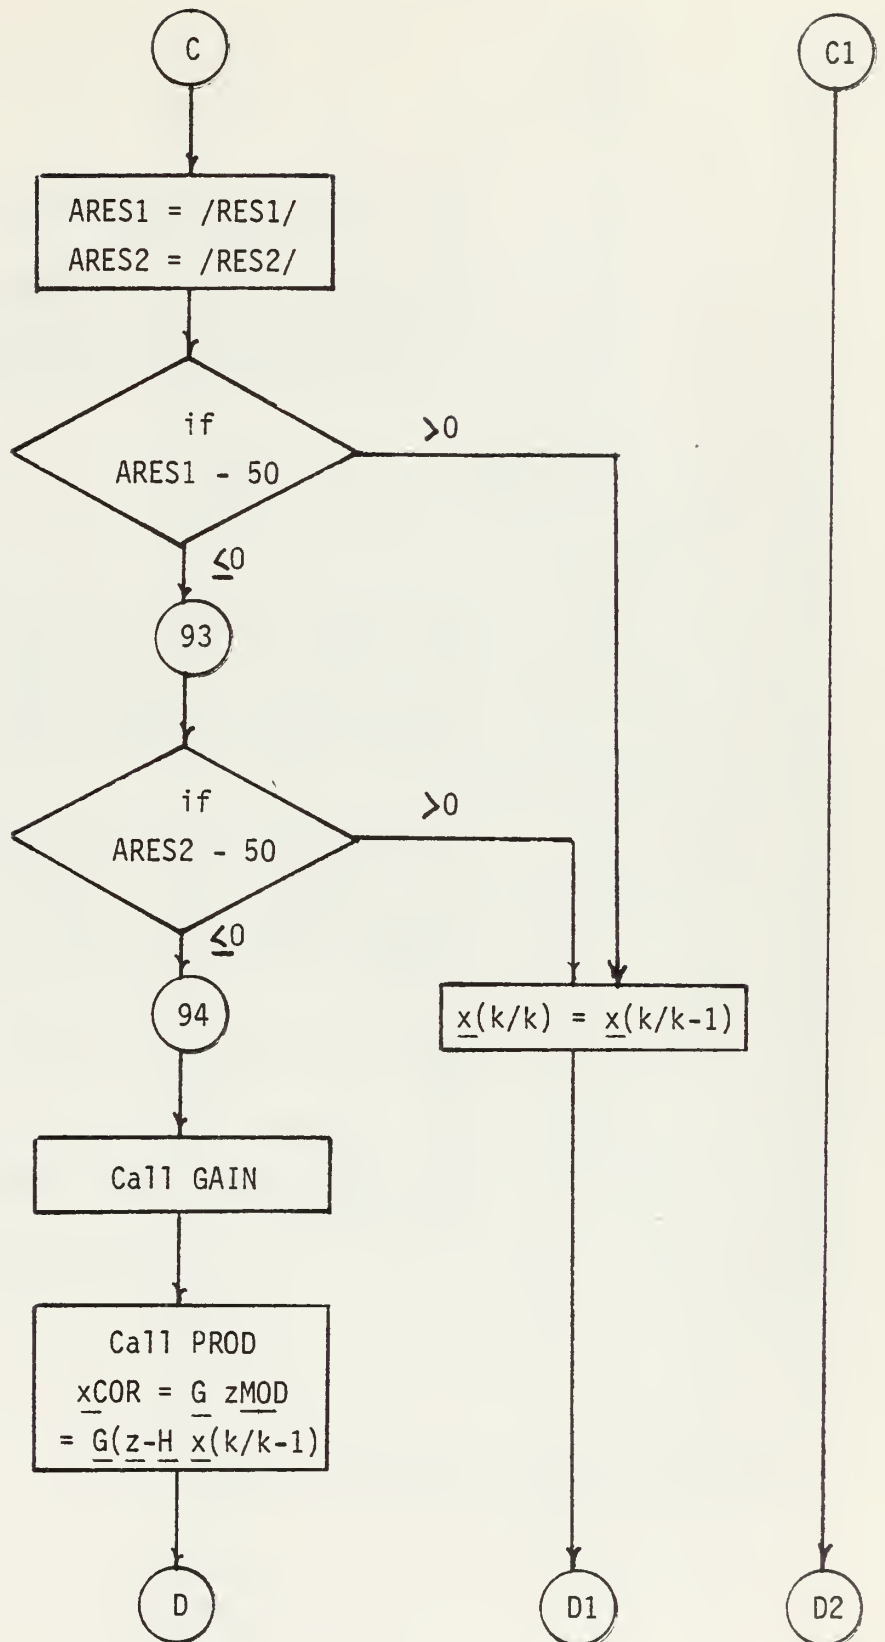 C
C1
ARES1 = /RES1/
ARES2 = /RES2/
if
ARES1 - 50
>0
≤0
93
if
ARES2 - 50
>0
≤0
94
x(k/k) = x(k/k-1)
Call GAIN
Call PROD
xCOR = G zMOD
= G(z-H x(k/k-1)
D
D1
D2